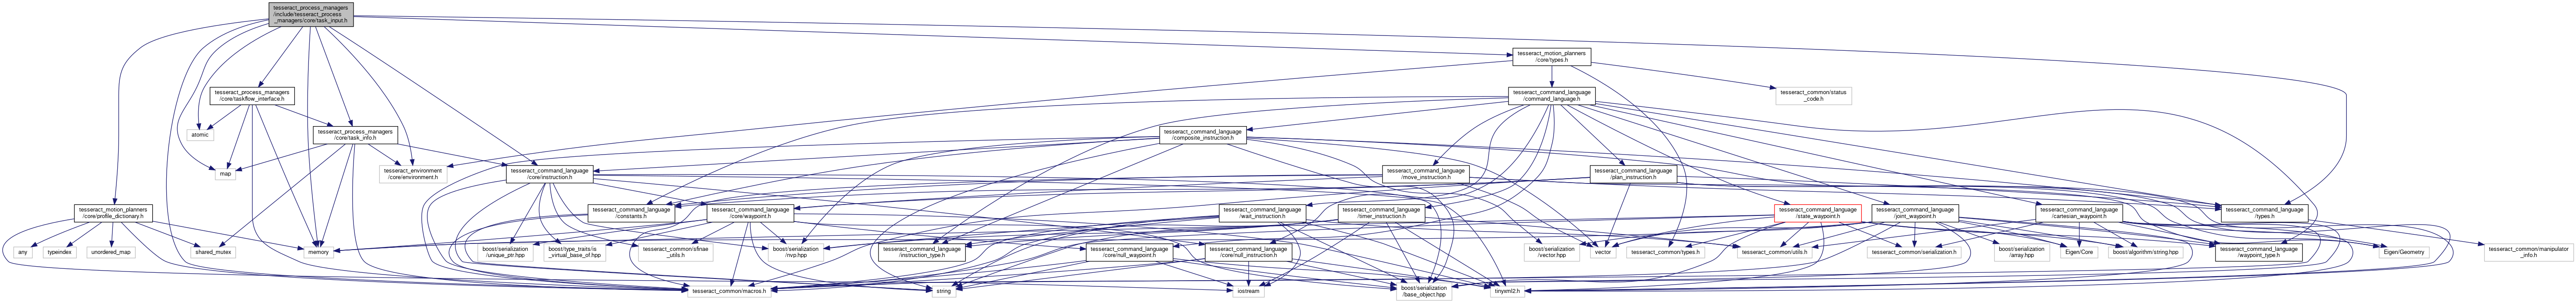 tesseract_process_managers
/include/tesseract_process
_managers/core/task_input.h
tesseract_motion_planners
/core/types.h
tesseract_process_managers
/core/taskflow_interface.h
tesseract_command_language
/command_language.h
tesseract_common/status
_code.h
atomic
tesseract_process_managers
/core/task_info.h
tesseract_command_language
/composite_instruction.h
map
tesseract_environment
/core/environment.h
tesseract_command_language
/core/instruction.h
tesseract_command_language
/move_instruction.h
tesseract_command_language
/plan_instruction.h
tesseract_motion_planners
/core/profile_dictionary.h
tesseract_command_language
/constants.h
tesseract_command_language
/core/waypoint.h
tesseract_command_language
/wait_instruction.h
tesseract_command_language
/timer_instruction.h
tesseract_command_language
/state_waypoint.h
tesseract_command_language
/joint_waypoint.h
tesseract_command_language
/cartesian_waypoint.h
tesseract_command_language
/types.h
any
typeindex
unordered_map
shared_mutex
memory
boost/serialization
/unique_ptr.hpp
boost/type_traits/is
_virtual_base_of.hpp
tesseract_common/sfinae
_utils.h
boost/serialization
/nvp.hpp
tesseract_command_language
/instruction_type.h
tesseract_command_language
/core/null_waypoint.h
tesseract_command_language
/core/null_instruction.h
boost/serialization
/vector.hpp
vector
tesseract_common/types.h
tesseract_common/utils.h
tesseract_common/serialization.h
boost/serialization
/array.hpp
Eigen/Core
boost/algorithm/string.hpp
tesseract_command_language
/waypoint_type.h
Eigen/Geometry
tesseract_common/manipulator
_info.h
tesseract_common/macros.h
string
iostream
boost/serialization
/base_object.hpp
tinyxml2.h